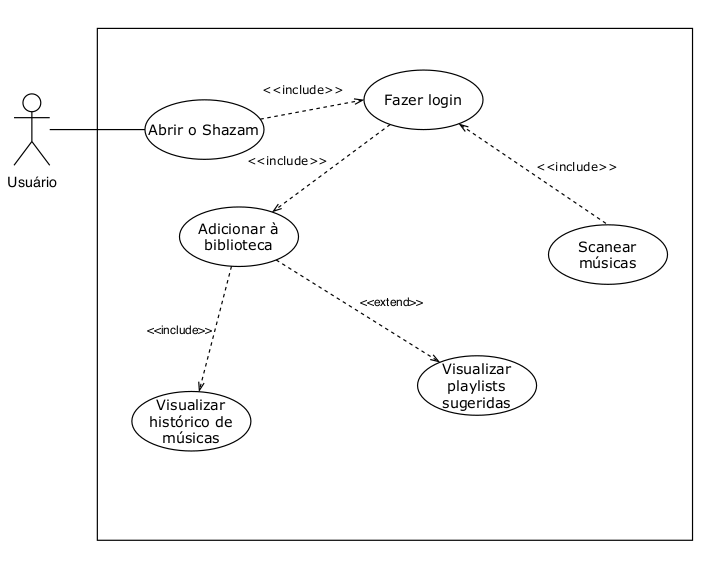 <<include>>
Fazer login
Abrir o Shazam
Usuário
<<include>>
<<include>>
Adicionar à
biblioteca
Scanear
músicas
<<extend>>
<<include>>
Visualizar
playlists
sugeridas
Visualizar
histórico de
músicas